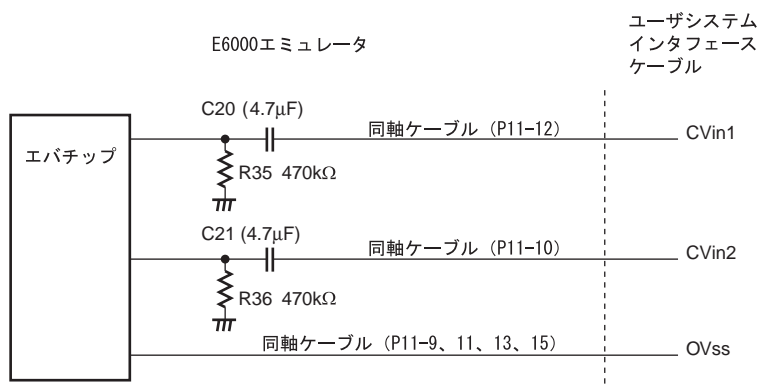 E6000エミュレータ
ユーザシステム
インタフェース
ケーブル
エバチップ
C20 (4.7μF)
同軸ケーブル（P11-12）
CVin1
R35 470kΩ
C21 (4.7μF)
同軸ケーブル（P11-10）
CVin2
R36 470kΩ
同軸ケーブル（P11-9、11、13、15）
OVss